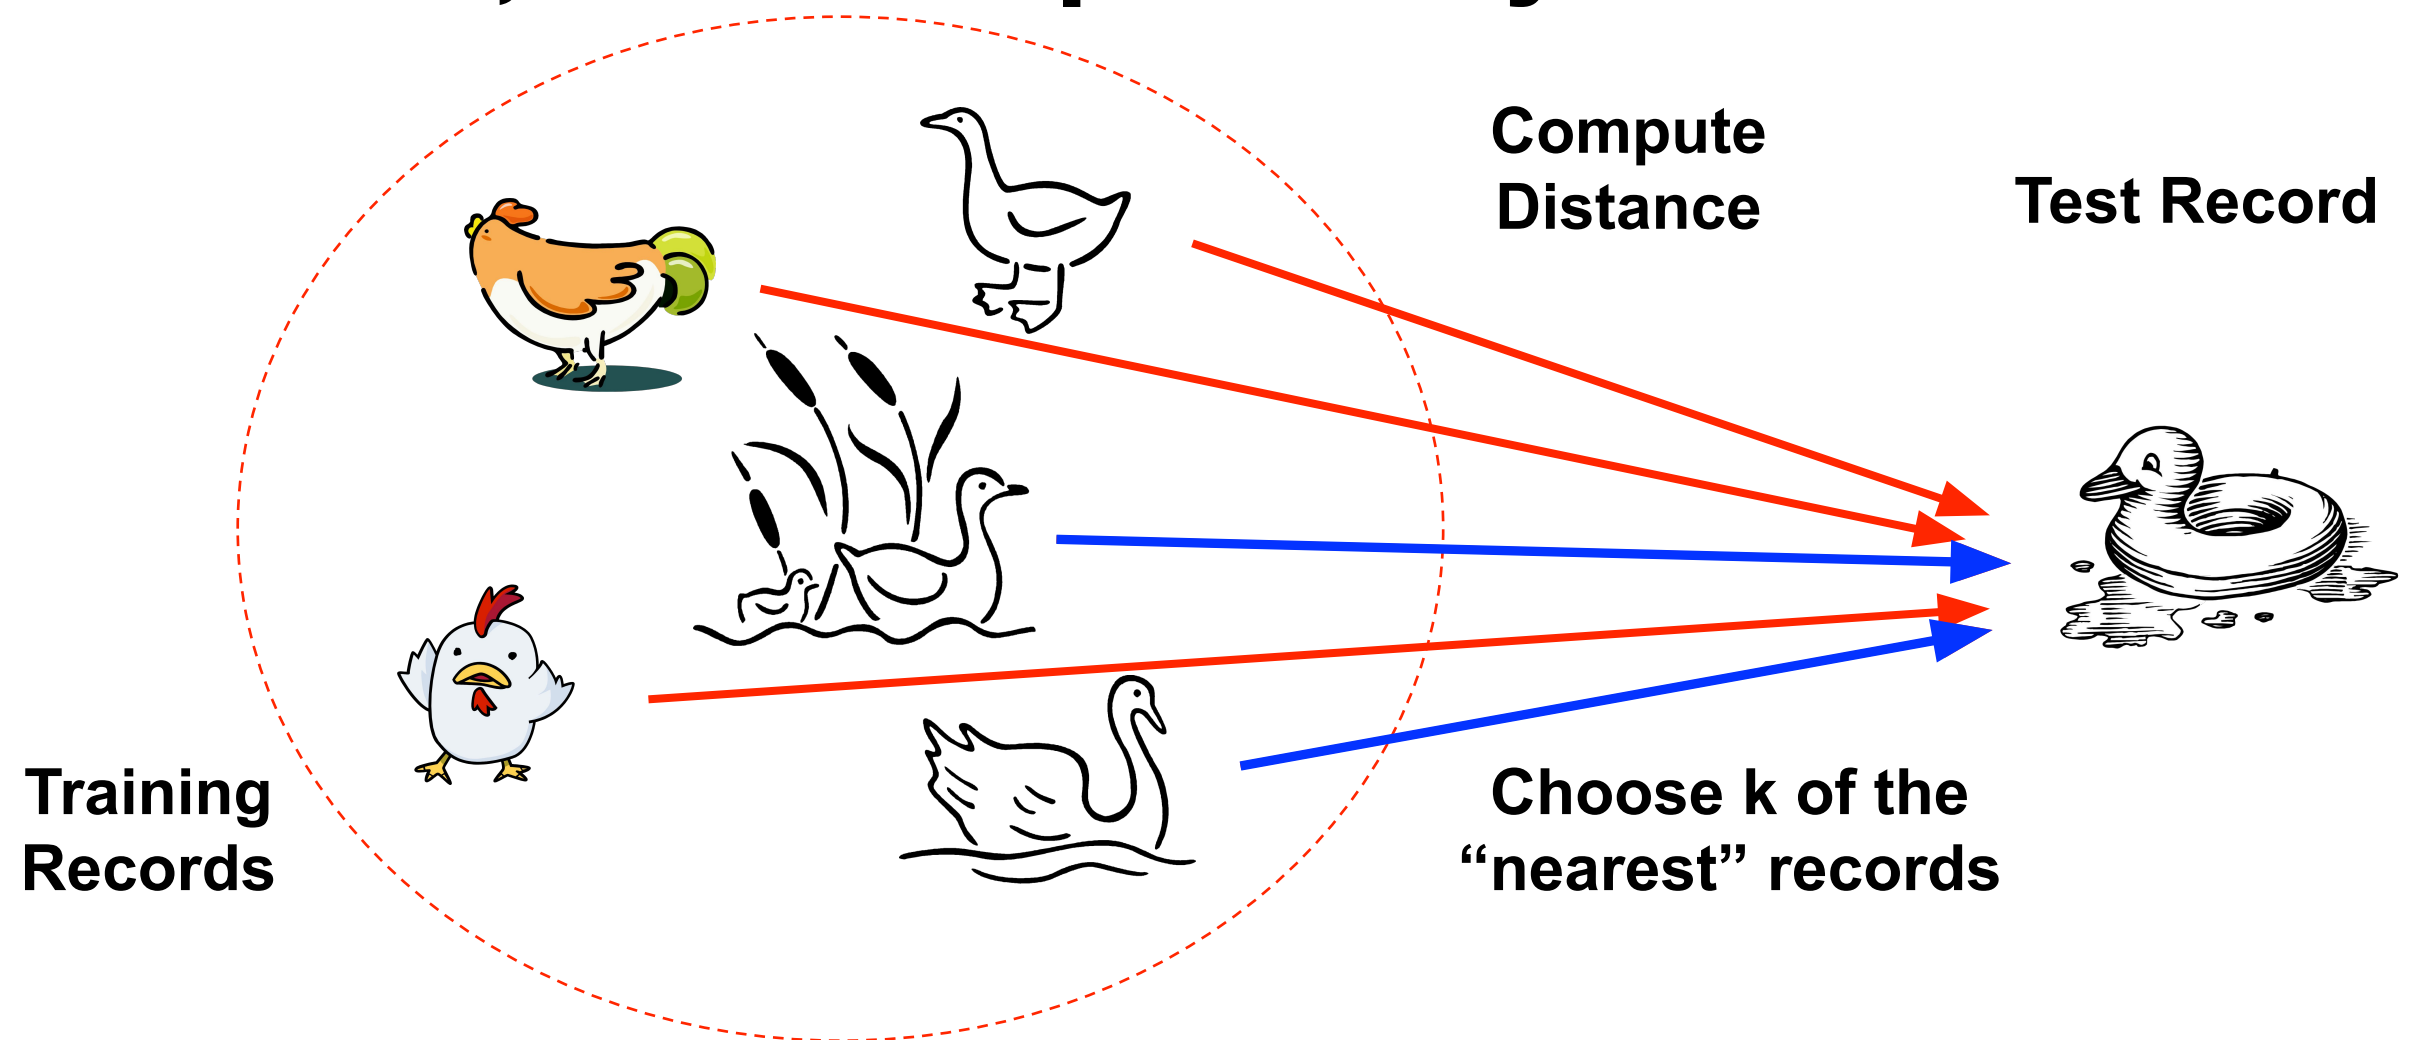 Compute
Distance
Test Record
Training
Records
Choose k of the
“nearest” records